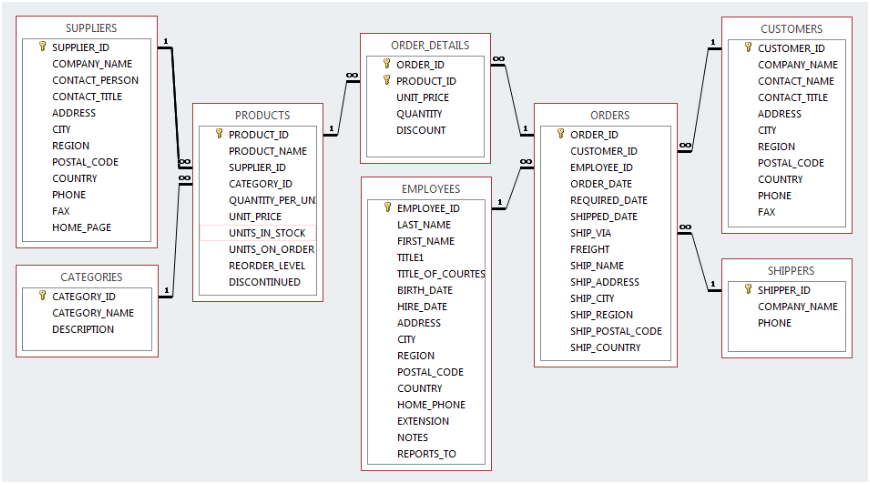 SUPPLIERS
SUPPLIER_ID
COMPANY_NAME
CONTACT_PERSON
CONTACT_TITLE
ADDRESS
CITY
REGION
POSTAL_CODE
COUNTRY
PHONE
FAX
HOME_PAGE
1
∞
CATEGORIES
CATEGORY_ID
CATEGORY_NAME
DESCRIPTION
1
∞
PRODUCTS
PRODUCT_ID
PRODUCT_NAME
SUPPLIER_ID
CATEGORY_ID
QUANTITY_PER_UN
UNIT_PRICE
UNITS_IN_STOCK
UNITS_ON_ORDER
REORDER_LEVEL
DISCONTINUED
1
∞
ORDER_DETAILS
ORDER_ID
PRODUCT_ID
UNIT_PRICE
QUANTITY
DISCOUNT
∞
1
EMPLOYEES
EMPLOYEE_ID
LAST_NAME
FIRST_NAME
TITLE1
TITLE_OF_COURTES
BIRTH_DATE
HIRE_DATE
ADDRESS
CITY
REGION
POSTAL_CODE
COUNTRY
HOME_PHONE
EXTENSION
NOTES
REPORTS_TO
1
∞
ORDERS
ORDER_ID
CUSTOMER_ID
EMPLOYEE_ID
ORDER_DATE
REQUIRED_DATE
SHIPPED_DATE
SHIP_VIA
FREIGHT
SHIP_NAME
SHIP_ADDRESS
SHIP_CITY
SHIP_REGION
SHIP_POSTAL_CODE
SHIP_COUNTRY
∞
1
∞
1
CUSTOMERS
CUSTOMER_ID
COMPANY_NAME
CONTACT_NAME
CONTACT_TITLE
ADDRESS
CITY
REGION
POSTAL_CODE
COUNTRY
PHONE
FAX
SHIPPERS
SHIPPER_ID
COMPANY_NAME
PHONE